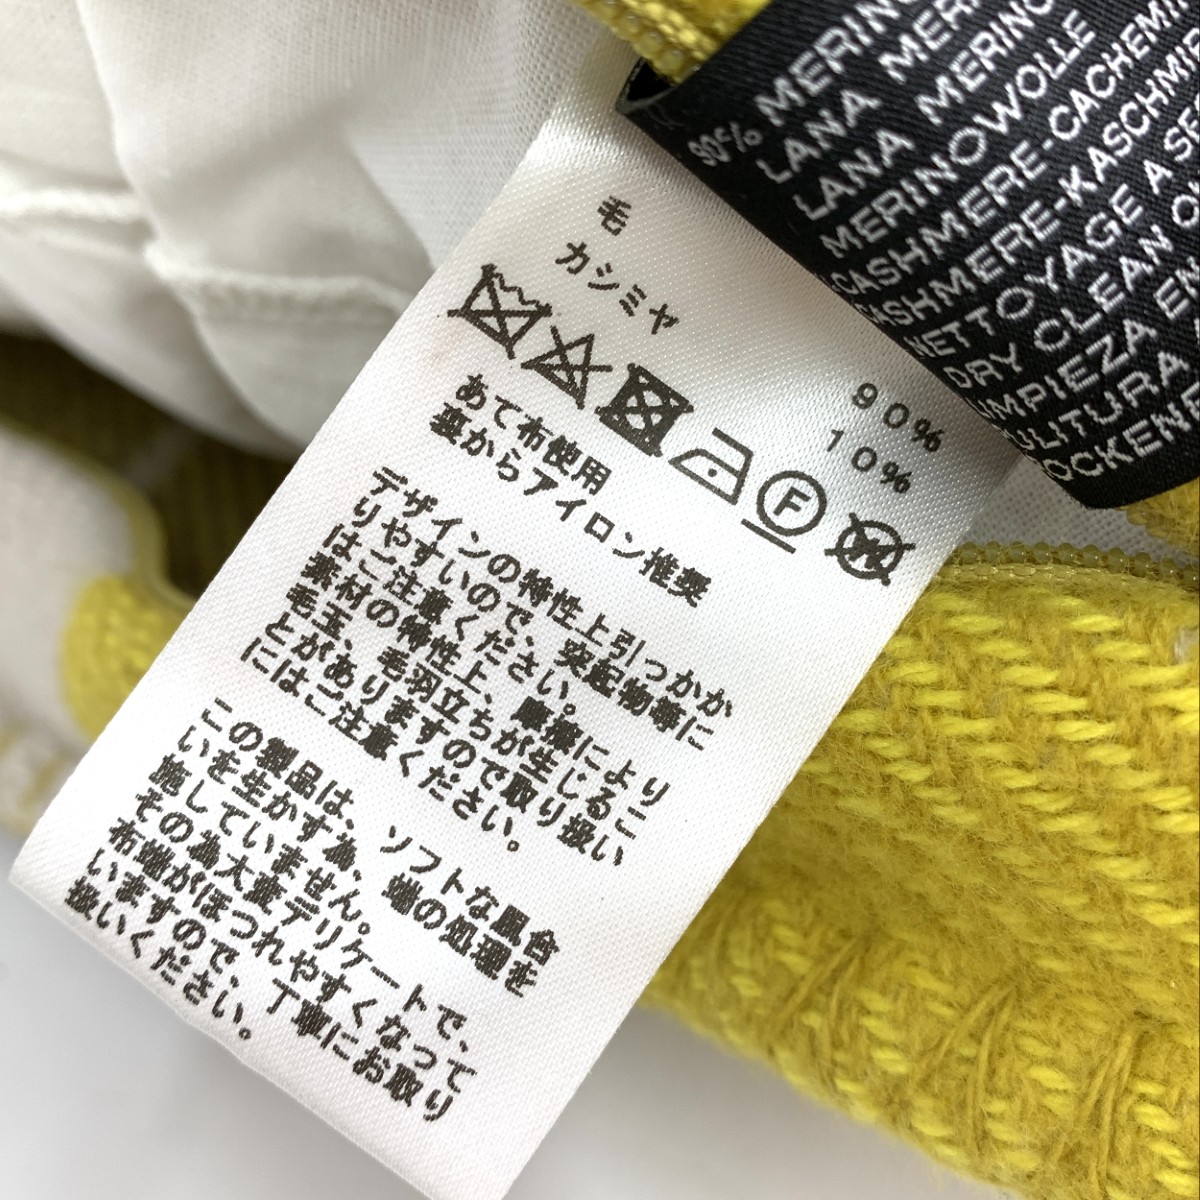 毛 90%
カシミヤ 10%
F
あて布使用
裏からアイロン推奨
デザインの特性上引っかか
りやすいので、突起物等に
はご注意ください。
素材の特性上、摩擦により
毛玉、毛羽立ちが生じるこ
とがありますので取り扱い
にはご注意ください。
この製品は、ソフトな風合
いを生かす為、端の処理を
施していません。
その為大変デリケートで、
布端がほつれやすくなって
いますので、丁寧にお取り
扱いください。
90% MERINO
LANA MER
LANA MERINO
MERINOWOLLE
CASHMERE-CACHEMI
CASHMERE-KASCHMI
NETTOYAGE A SE
DRY CLEAN O
LIMPIEZA EN
PULITURA
OCKEN